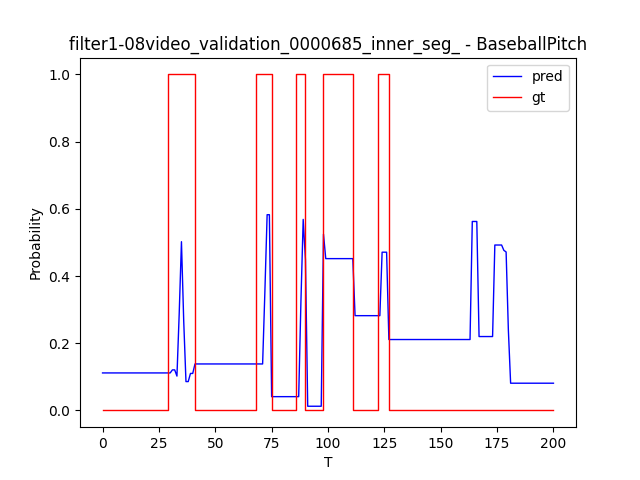 filter1-08video_validation_0000685_inner_seg_ - BaseballPitch
pred
gt
1.0
0.8
0.6
0.4
0.2
0.0
Probability
0 25 50 75 100 125 150 175 200
T